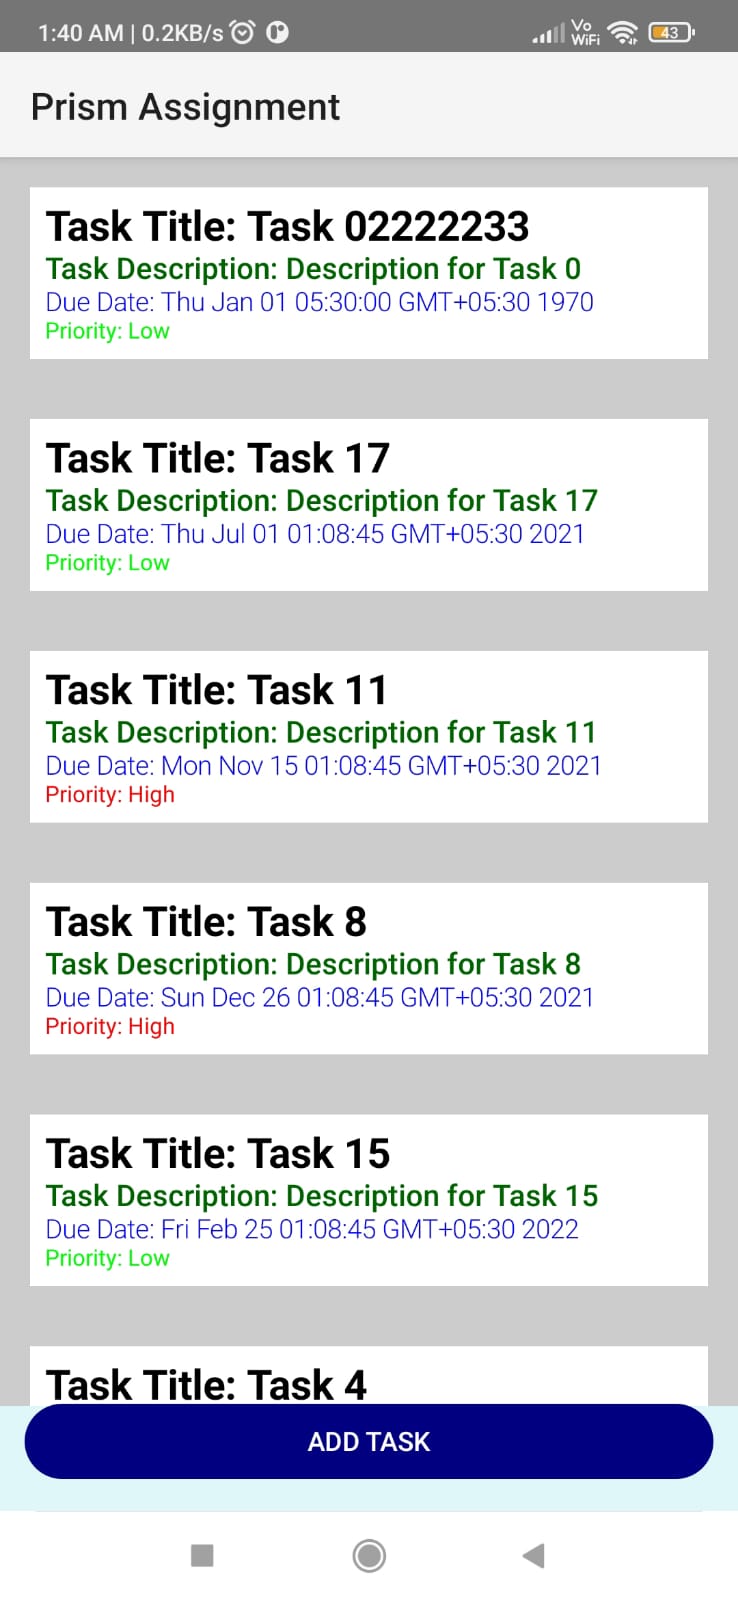 1:40 AM | 0.2KB/s
Vo
WiFi
43
Prism Assignment
Task Title: Task 02222233
Task Description: Description for Task 0
Due Date: Thu Jan 01 05:30:00 GMT+05:30 1970
Priority: Low
Task Title: Task 17
Task Description: Description for Task 17
Due Date: Thu Jul 01 01:08:45 GMT+05:30 2021
Priority: Low
Task Title: Task 11
Task Description: Description for Task 11
Due Date: Mon Nov 15 01:08:45 GMT+05:30 2021
Priority: High
Task Title: Task 8
Task Description: Description for Task 8
Due Date: Sun Dec 26 01:08:45 GMT+05:30 2021
Priority: High
Task Title: Task 15
Task Description: Description for Task 15
Due Date: Fri Feb 25 01:08:45 GMT+05:30 2022
Priority: Low
Task Title: Task 4
ADD TASK